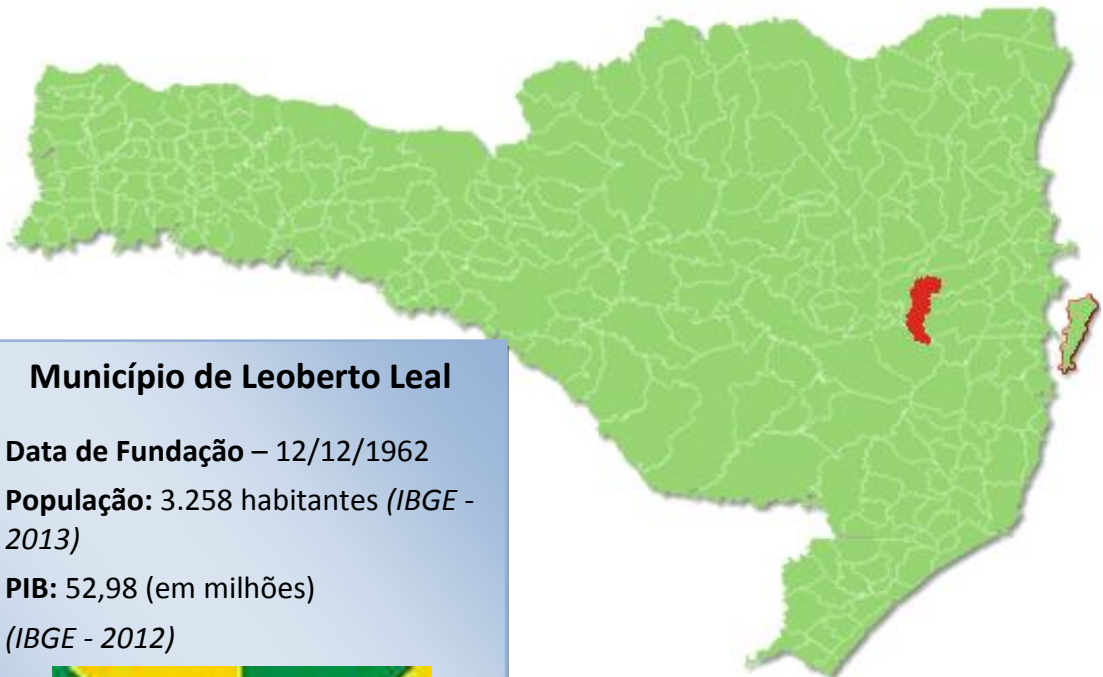 Município de Leoberto Leal
Data de Fundação – 12/12/1962
População: 3.258 habitantes (IBGE -
2013)
PIB: 52,98 (em milhões)
(IBGE - 2012)